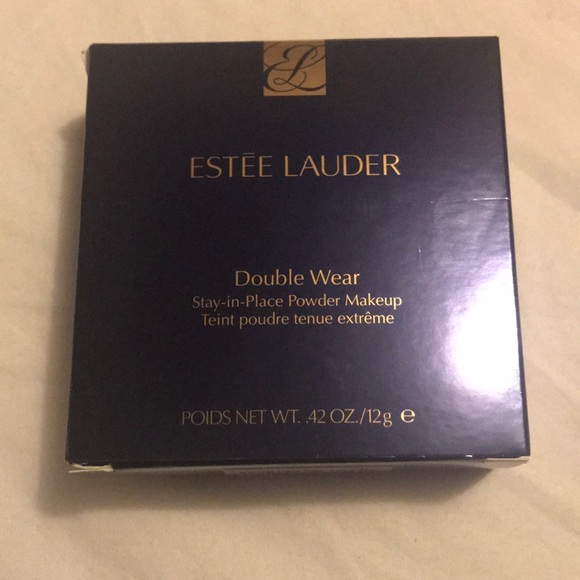 EL
ESTĒE LAUDER
Double Wear
Stay-in-Place Powder Makeup
Teint poudre tenue extrême
POIDS NET WT. .42 OZ./12g ℮